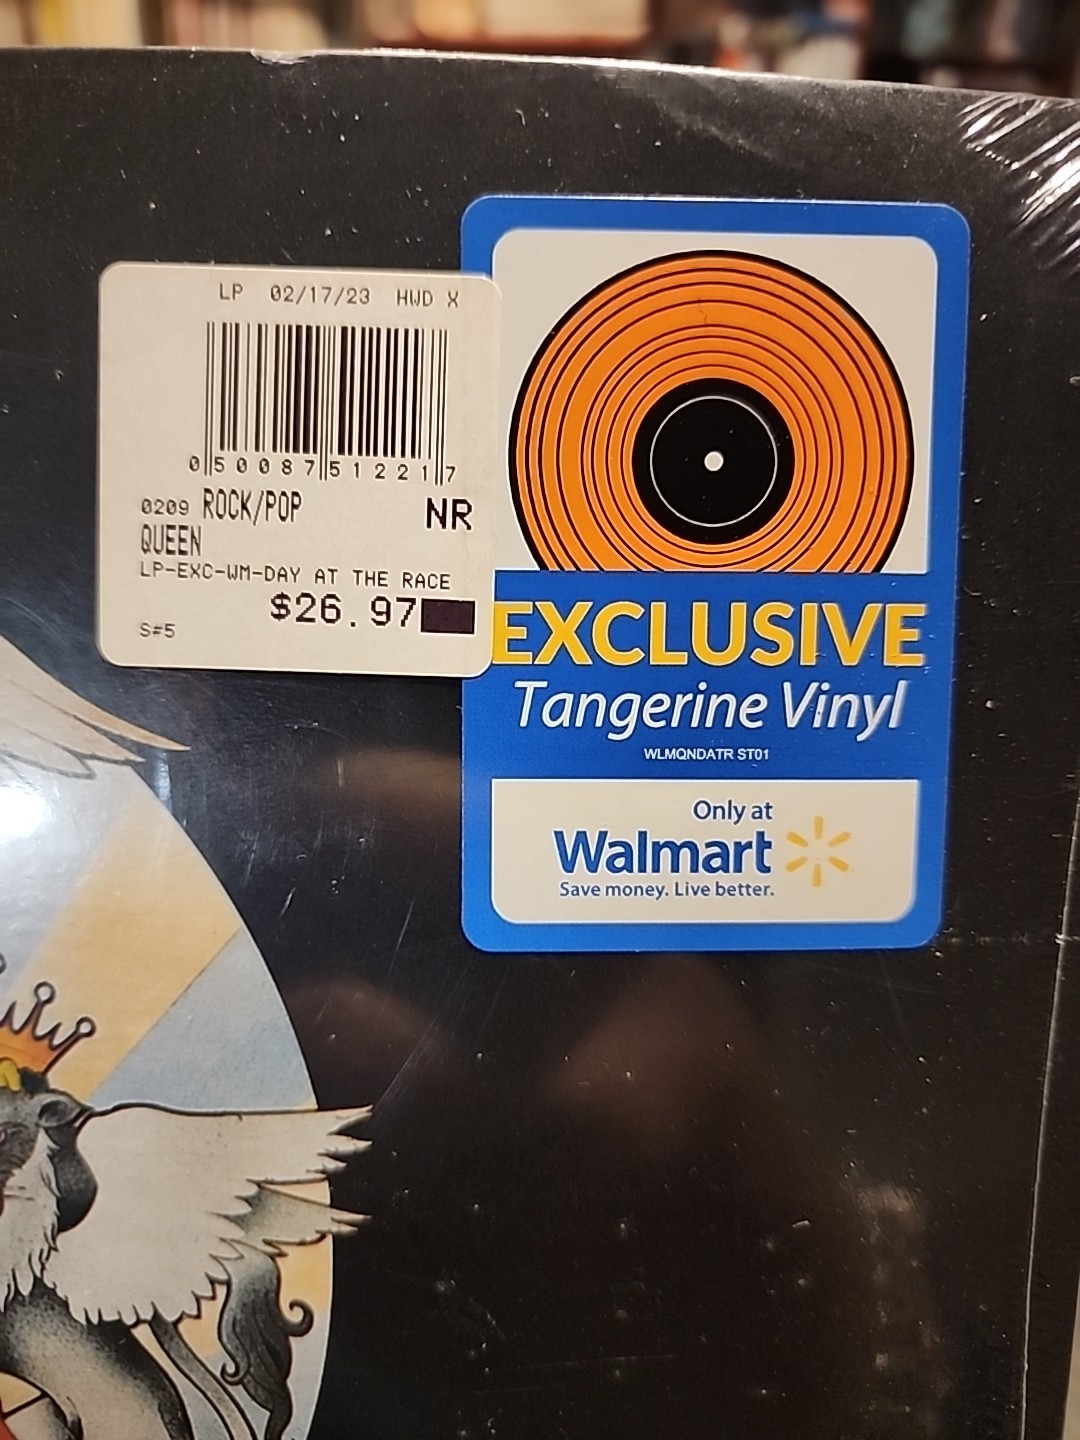 LP 02/17/23 HWD X
0 50087 51221 7
0209 ROCK/POP NR
QUEEN
LP-EXC-WM-DAY AT THE RACE
$26.97
S#5
EXCLUSIVE
Tangerine Vinyl
WLMQNDATR ST01
Only at
Walmart
Save money. Live better.